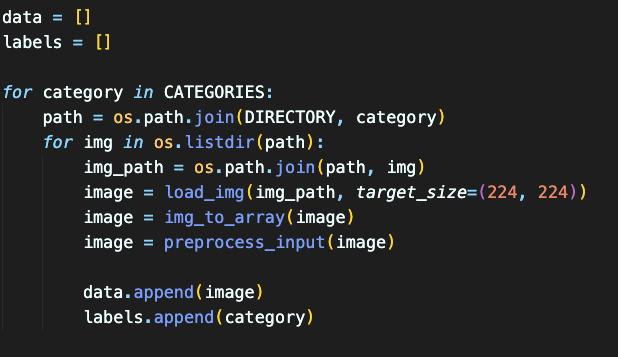 data = []
labels = []
for category in CATEGORIES:
    path = os.path.join(DIRECTORY, category)
    for img in os.listdir(path):
        img_path = os.path.join(path, img)
        image = load_img(img_path, target_size=(224, 224))
        image = img_to_array(image)
        image = preprocess_input(image)
        data.append(image)
        labels.append(category)